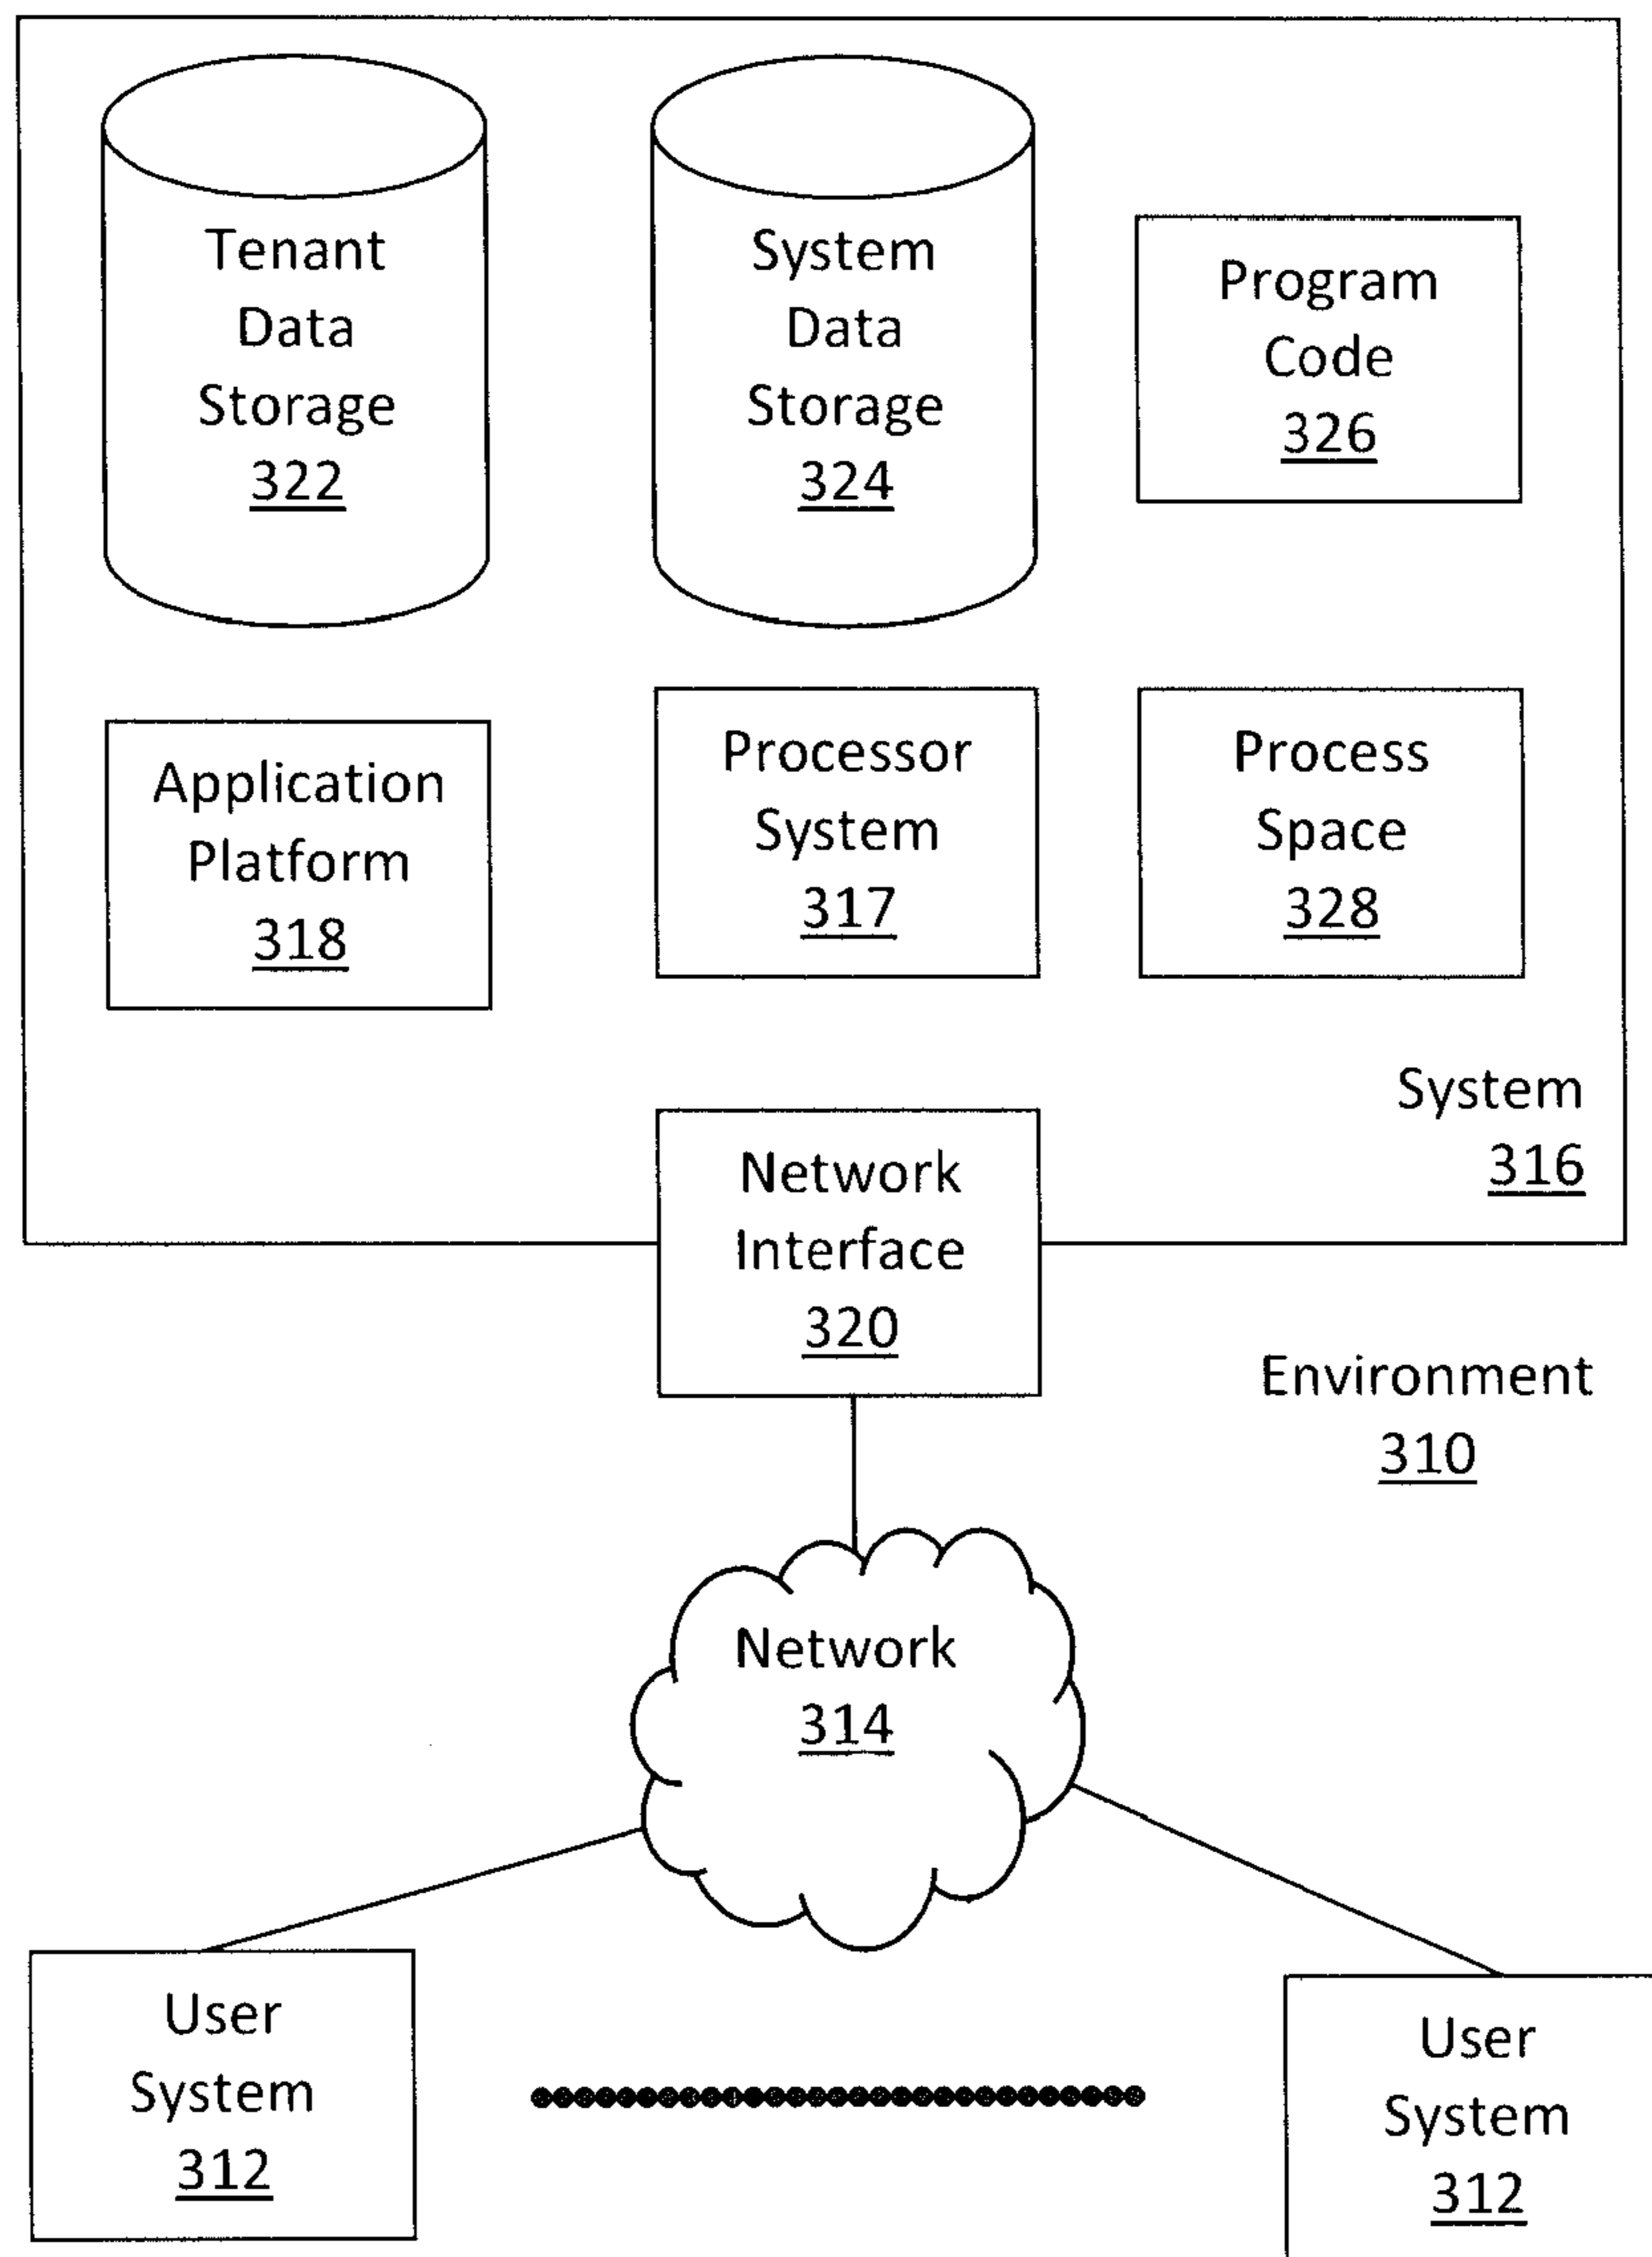 Tenant
Data
Storage
322
System
Data
Storage
324
Program
Code
326
Application
Platform
318
Processor
System
317
Process
Space
328
System
316
Network
Interface
320
Environment
310
Network
314
User
System
312
User
System
312